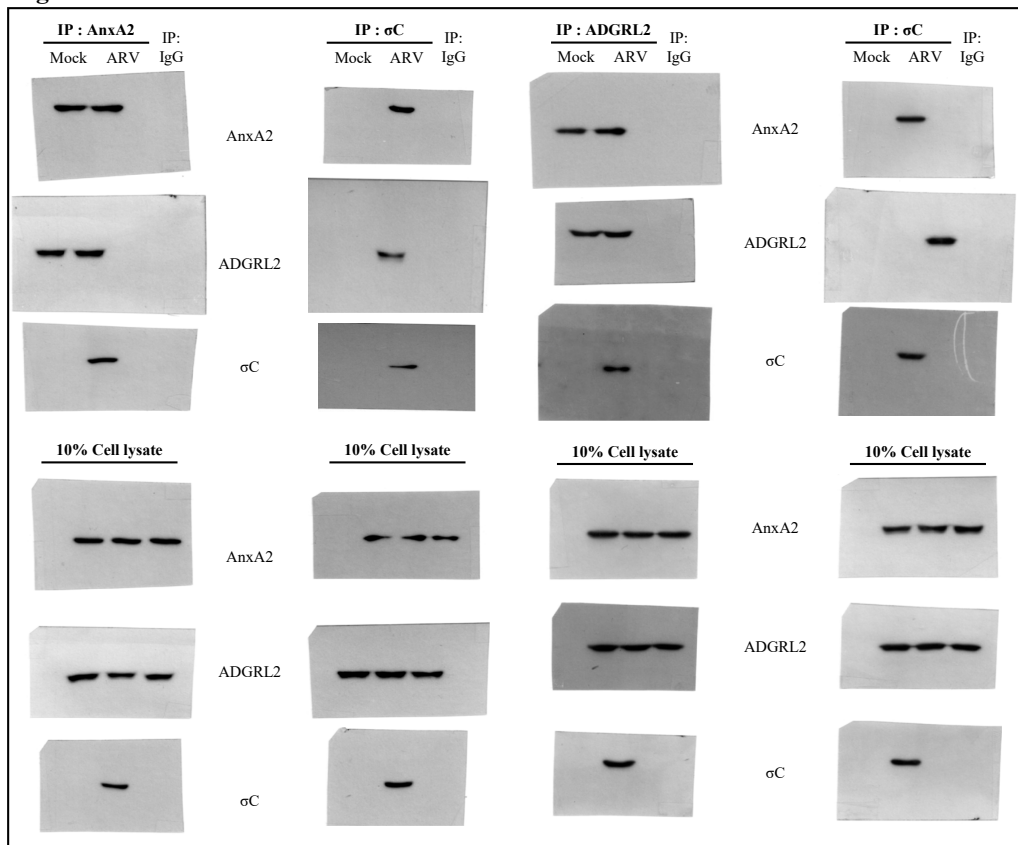 IP : AnxA2 IP: IgG IP : σC IP: IgG IP : ADGRL2 IP: IgG IP : σC IP: IgG
Mock ARV Mock ARV Mock ARV Mock ARV
AnxA2 AnxA2
ADGRL2 ADGRL2
σC σC
10% Cell lysate 10% Cell lysate 10% Cell lysate 10% Cell lysate
AnxA2 AnxA2
ADGRL2 ADGRL2
σC σC